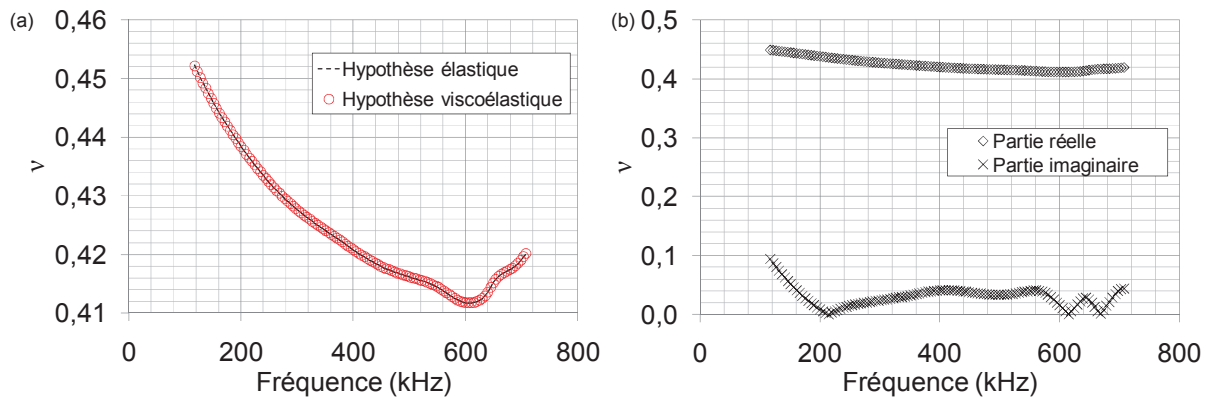 (a)
0,46
0,45
0,44
0,43
0,42
0,41
ν
Hypothèse élastique
Hypothèse viscoélastique
0 200 400 600 800
Fréquence (kHz)
(b)
0,5
0,4
0,3
0,2
0,1
0,0
ν
Partie réelle
Partie imaginaire
0 200 400 600 800
Fréquence (kHz)